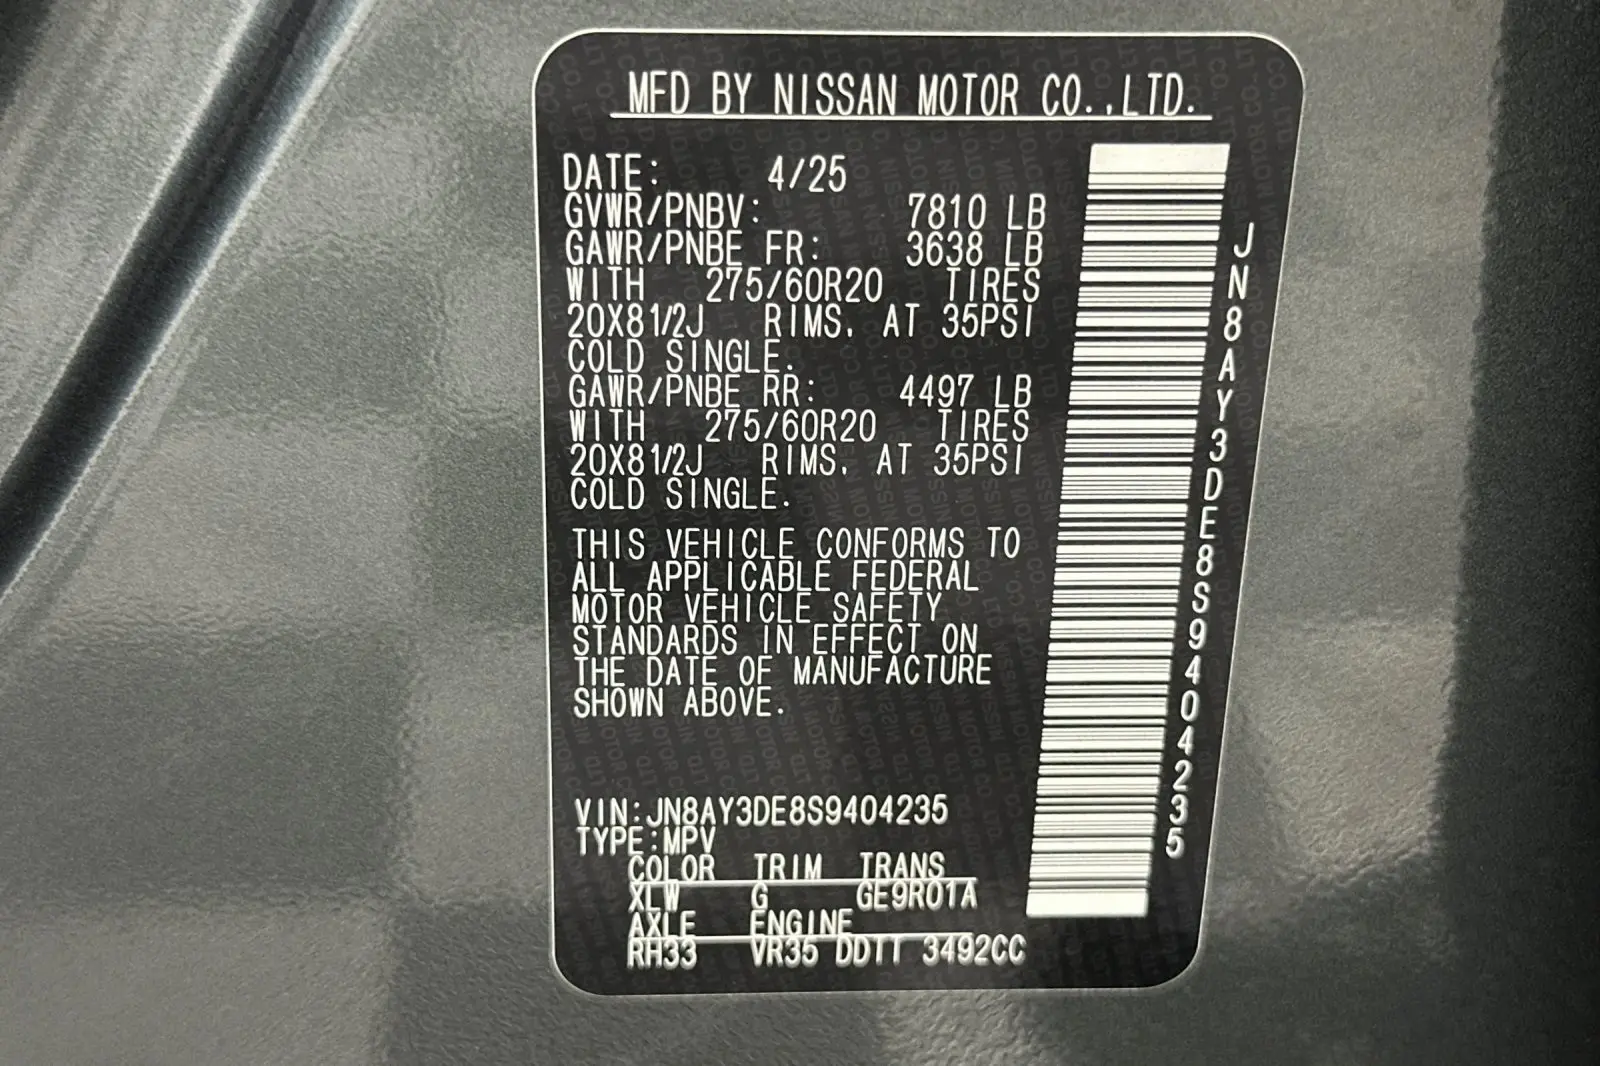 MFD BY NISSAN MOTOR CO.,LTD.
DATE: 4/25
GVWR/PNBV: 7810 LB
GAWR/PNBE FR: 3638 LB
WITH 275/60R20 TIRES
20X81/2J RIMS, AT 35PSI
COLD SINGLE.
GAWR/PNBE RR: 4497 LB
WITH 275/60R20 TIRES
20X81/2J RIMS, AT 35PSI
COLD SINGLE.
THIS VEHICLE CONFORMS TO
ALL APPLICABLE FEDERAL
MOTOR VEHICLE SAFETY
STANDARDS IN EFFECT ON
THE DATE OF MANUFACTURE
SHOWN ABOVE.
VIN:JN8AY3DE8S9404235
TYPE:MPV
COLOR TRIM TRANS
XLW G GE9R01A
AXLE ENGINE
RH33 VR35 DDTT 3492CC
JN8AY3DE8S9404235